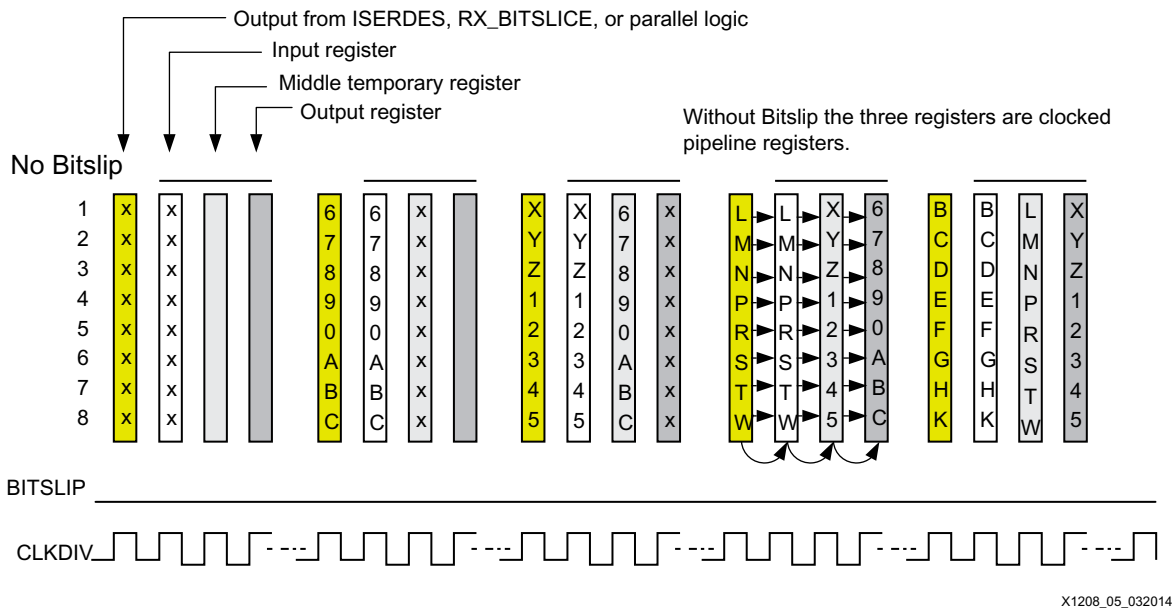 Output from ISERDES, RX_BITSLICE, or parallel logic
Input register
Middle temporary register
Output register
Without Bitslip the three registers are clocked
pipeline registers.
No Bitslip
1 x x 6 6 x X X 6 x L L X 6 B B L X
2 x x 7 7 x Y Y 7 x M M Y 7 C C M Y
3 x x 8 8 x Z Z 8 x N N Z 8 D D N Z
4 x x 9 9 x 1 1 9 x P P 1 9 E E P 1
5 x x 0 0 x 2 2 0 x R R 2 0 F F R 2
6 x x A A x 3 3 A x S S 3 A G G S 3
7 x x B B x 4 4 B x T T 4 B H H T 4
8 x x C C x 5 5 C x W W 5 C K K W 5
BITSLIP
CLKDIV
X1208_05_032014